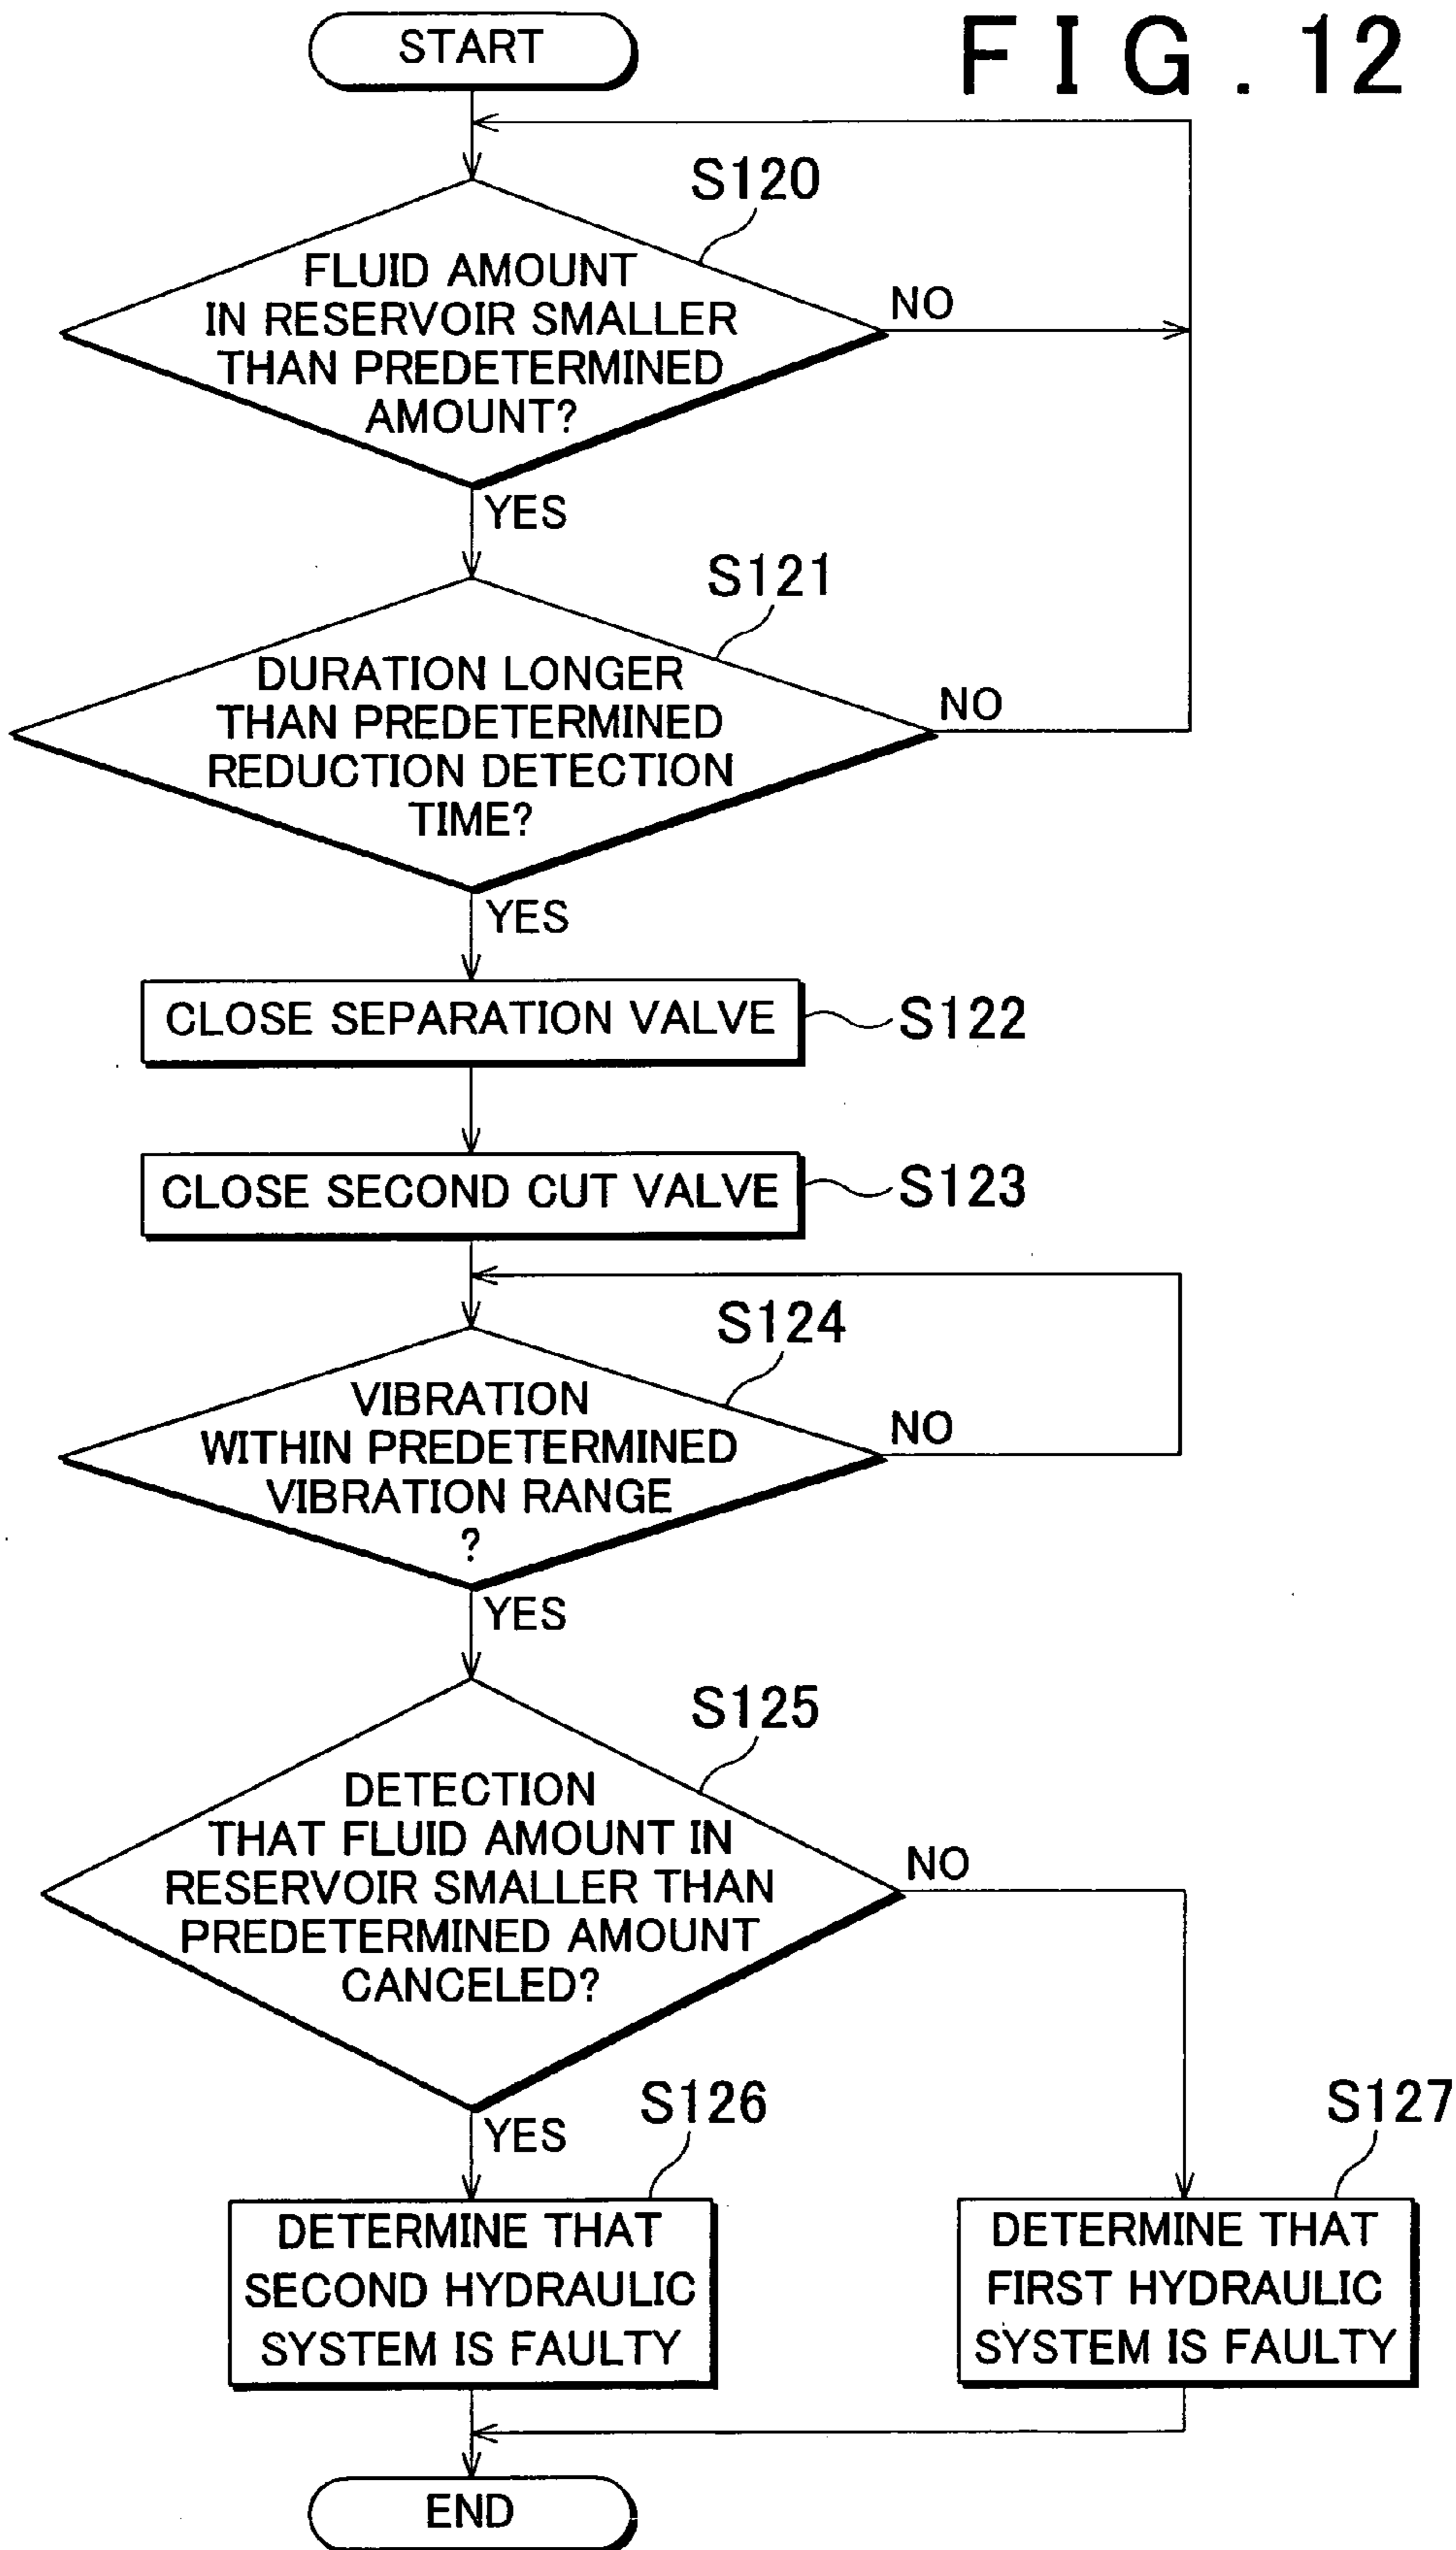 START
FIG. 12
S120
FLUID AMOUNT
IN RESERVOIR SMALLER
THAN PREDETERMINED
AMOUNT?
NO
YES
S121
DURATION LONGER
THAN PREDETERMINED
REDUCTION DETECTION
TIME?
NO
YES
CLOSE SEPARATION VALVE
S122
CLOSE SECOND CUT VALVE
S123
S124
VIBRATION
WITHIN PREDETERMINED
VIBRATION RANGE
?
NO
YES
S125
DETECTION
THAT FLUID AMOUNT IN
RESERVOIR SMALLER THAN
PREDETERMINED AMOUNT
CANCELED?
NO
YES
S126
DETERMINE THAT
SECOND HYDRAULIC
SYSTEM IS FAULTY
S127
DETERMINE THAT
FIRST HYDRAULIC
SYSTEM IS FAULTY
END